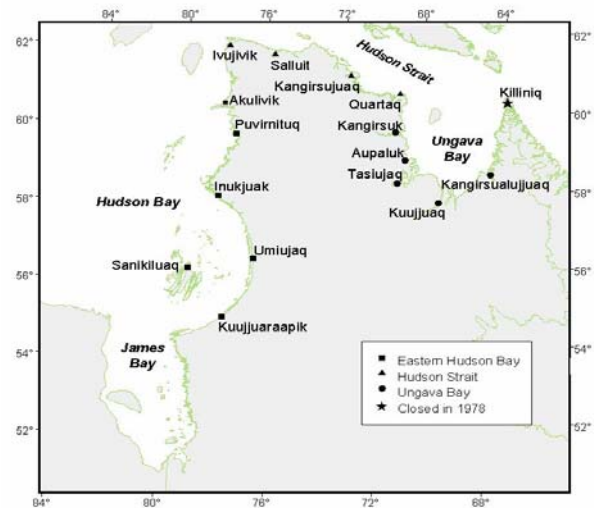 84° 80° 76° 72° 68° 64°
62°
62°
Ivujivik
Salluit
Hudson Strait
Kangirsujuaq
Killiniq
Akulivik
Quartaq
60°
60°
Puvirnituq
Kangirsuk
Ungava
Bay
Aupaluk
Tasiujaq
Kangirsualujjuaq
58°
58°
Inukjuak
Hudson Bay
Kuujjuaq
Umiujaq
Sanikiluaq
56°
56°
Kuujjuaraapik
James
Bay
54°
54°
Eastern Hudson Bay
Hudson Strait
Ungava Bay
Closed in 1978
52°
52°
84° 80° 76° 72° 68°